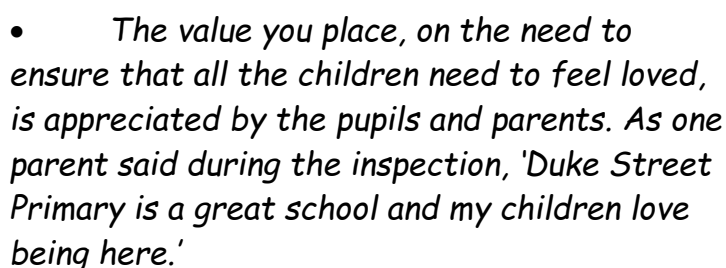 • The value you place, on the need to
ensure that all the children need to feel loved,
is appreciated by the pupils and parents. As one
parent said during the inspection, ‘Duke Street
Primary is a great school and my children love
being here.’